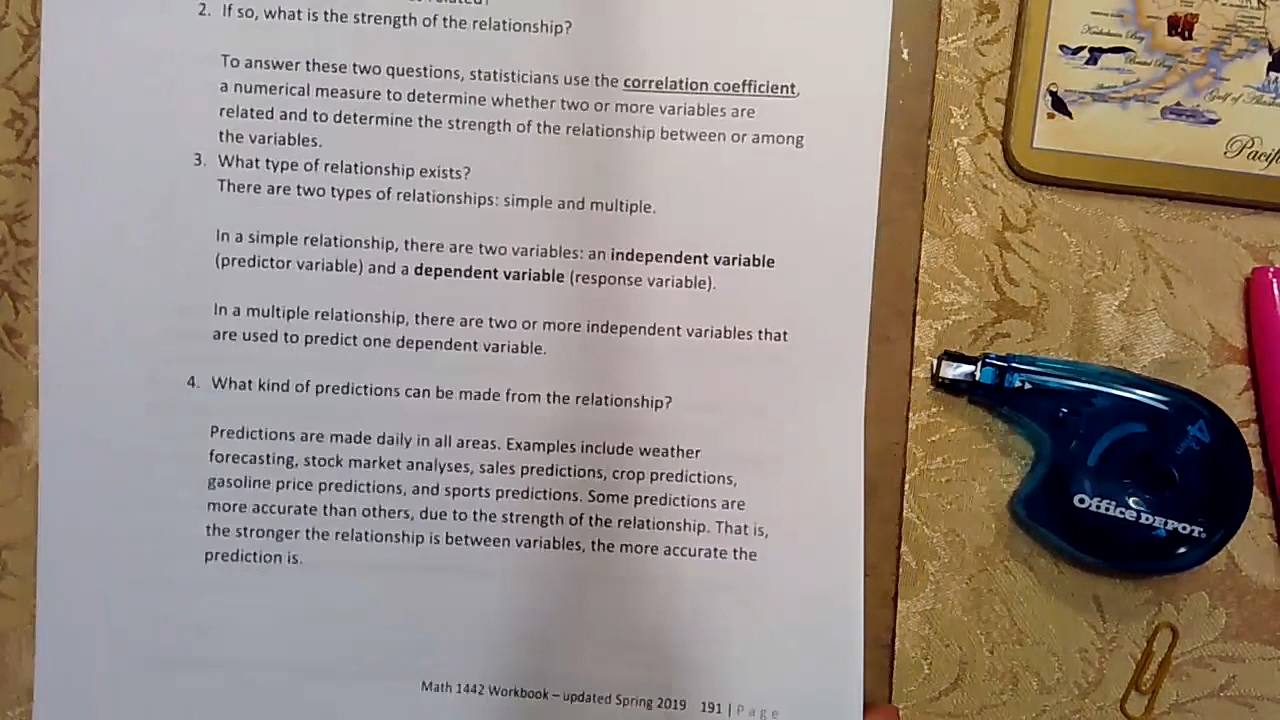 2. If so, what is the strength of the relationship?
To answer these two questions, statisticians use the correlation coefficient,
a numerical measure to determine whether two or more variables are
related and to determine the strength of the relationship between or among
the variables.
3. What type of relationship exists?
There are two types of relationships: simple and multiple.
In a simple relationship, there are two variables: an independent variable
(predictor variable) and a dependent variable (response variable).
In a multiple relationship, there are two or more independent variables that
are used to predict one dependent variable.
4. What kind of predictions can be made from the relationship?
Predictions are made daily in all areas. Examples include weather
forecasting, stock market analyses, sales predictions, crop predictions,
gasoline price predictions, and sports predictions. Some predictions are
more accurate than others, due to the strength of the relationship. That is,
the stronger the relationship is between variables, the more accurate the
prediction is.
Math 1442 Workbook – updated Spring 2019 191 | Page
Gulf of
Office DEPOT.